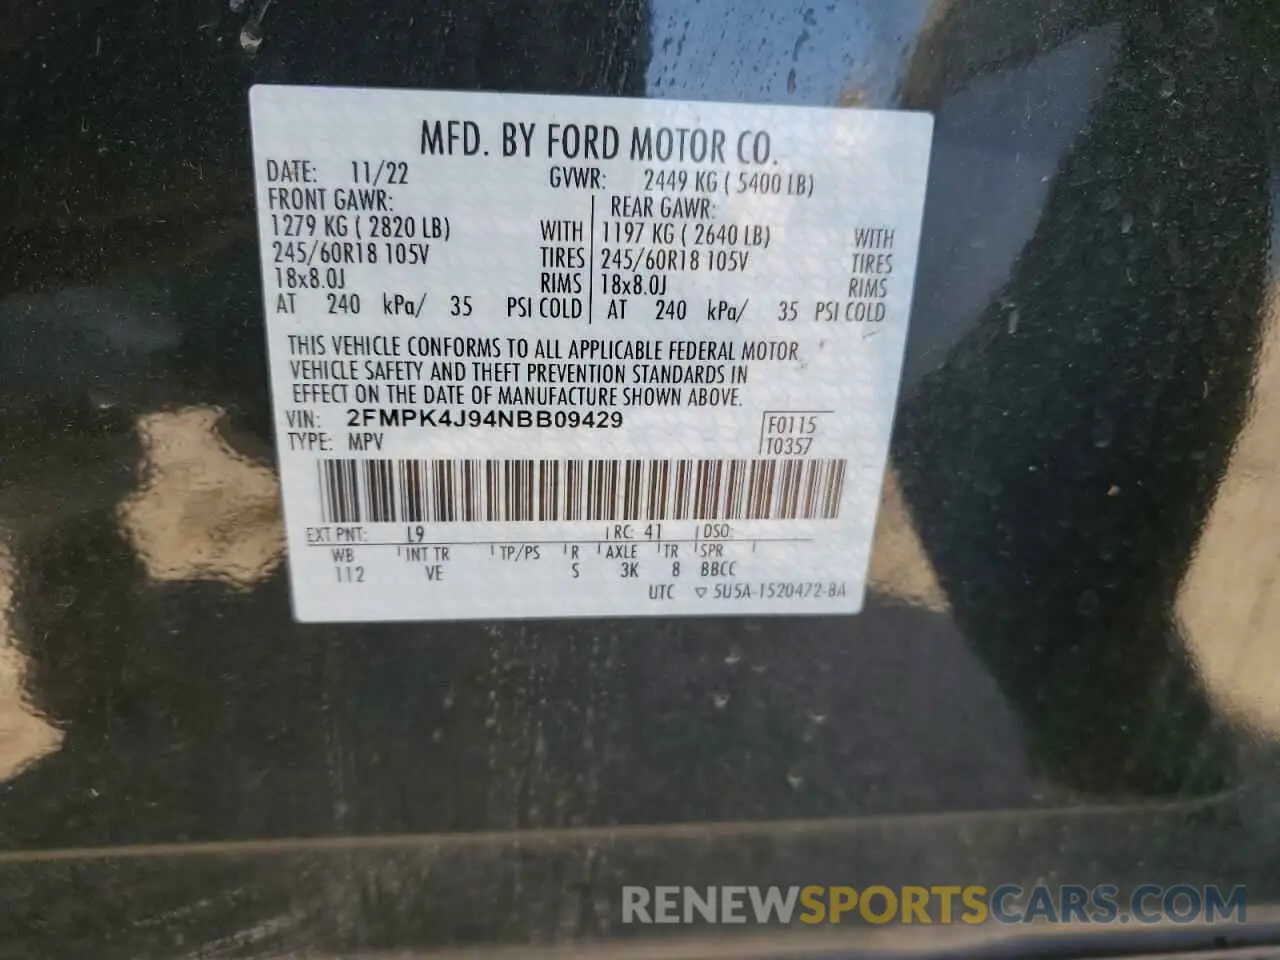 MFD. BY FORD MOTOR CO.
DATE: 11/22 GVWR: 2449 KG ( 5400 LB)
FRONT GAWR: REAR GAWR:
1279 KG ( 2820 LB) WITH 1197 KG ( 2640 LB) WITH
245/60R18 105V TIRES 245/60R18 105V TIRES
18x8.0J RIMS 18x8.0J RIMS
AT 240 kPa/ 35 PSI COLD AT 240 kPa/ 35 PSI COLD
THIS VEHICLE CONFORMS TO ALL APPLICABLE FEDERAL MOTOR
VEHICLE SAFETY AND THEFT PREVENTION STANDARDS IN
EFFECT ON THE DATE OF MANUFACTURE SHOWN ABOVE.
VIN: 2FMPK4J94NBB09429 F0115
TYPE: MPV T0357
EXT PNT: L9 RC: 41 DSO:
WB INT TR TP/PS R AXLE TR SPR
112 VE S 3K 8 BBCC
UTC ▽ 5U5A-1520472-BA
RENEWSPORTSCARS.COM